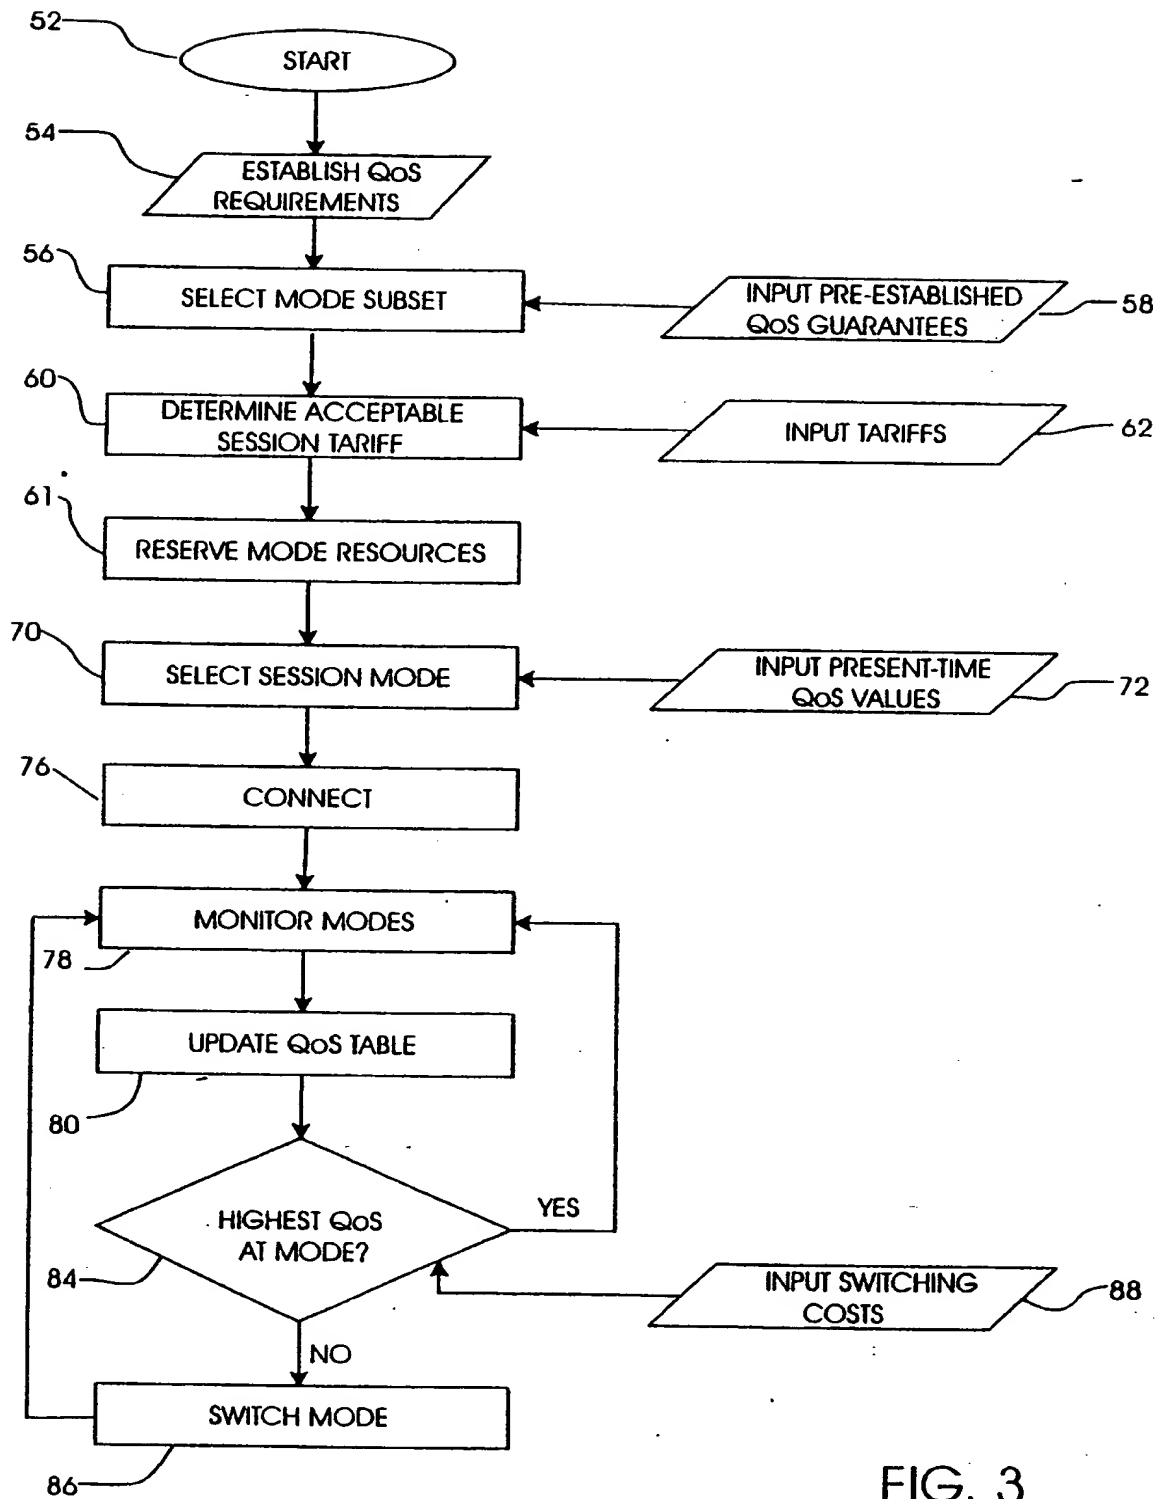 52
START
54
ESTABLISH QoS
REQUIREMENTS
56
SELECT MODE SUBSET
INPUT PRE-ESTABLISHED
QoS GUARANTEES
58
60
DETERMINE ACCEPTABLE
SESSION TARIFF
INPUT TARIFFS
62
61
RESERVE MODE RESOURCES
70
SELECT SESSION MODE
INPUT PRESENT-TIME
QoS VALUES
72
76
CONNECT
MONITOR MODES
78
UPDATE QoS TABLE
80
HIGHEST QoS
AT MODE?
YES
84
INPUT SWITCHING
COSTS
88
NO
SWITCH MODE
86
FIG. 3